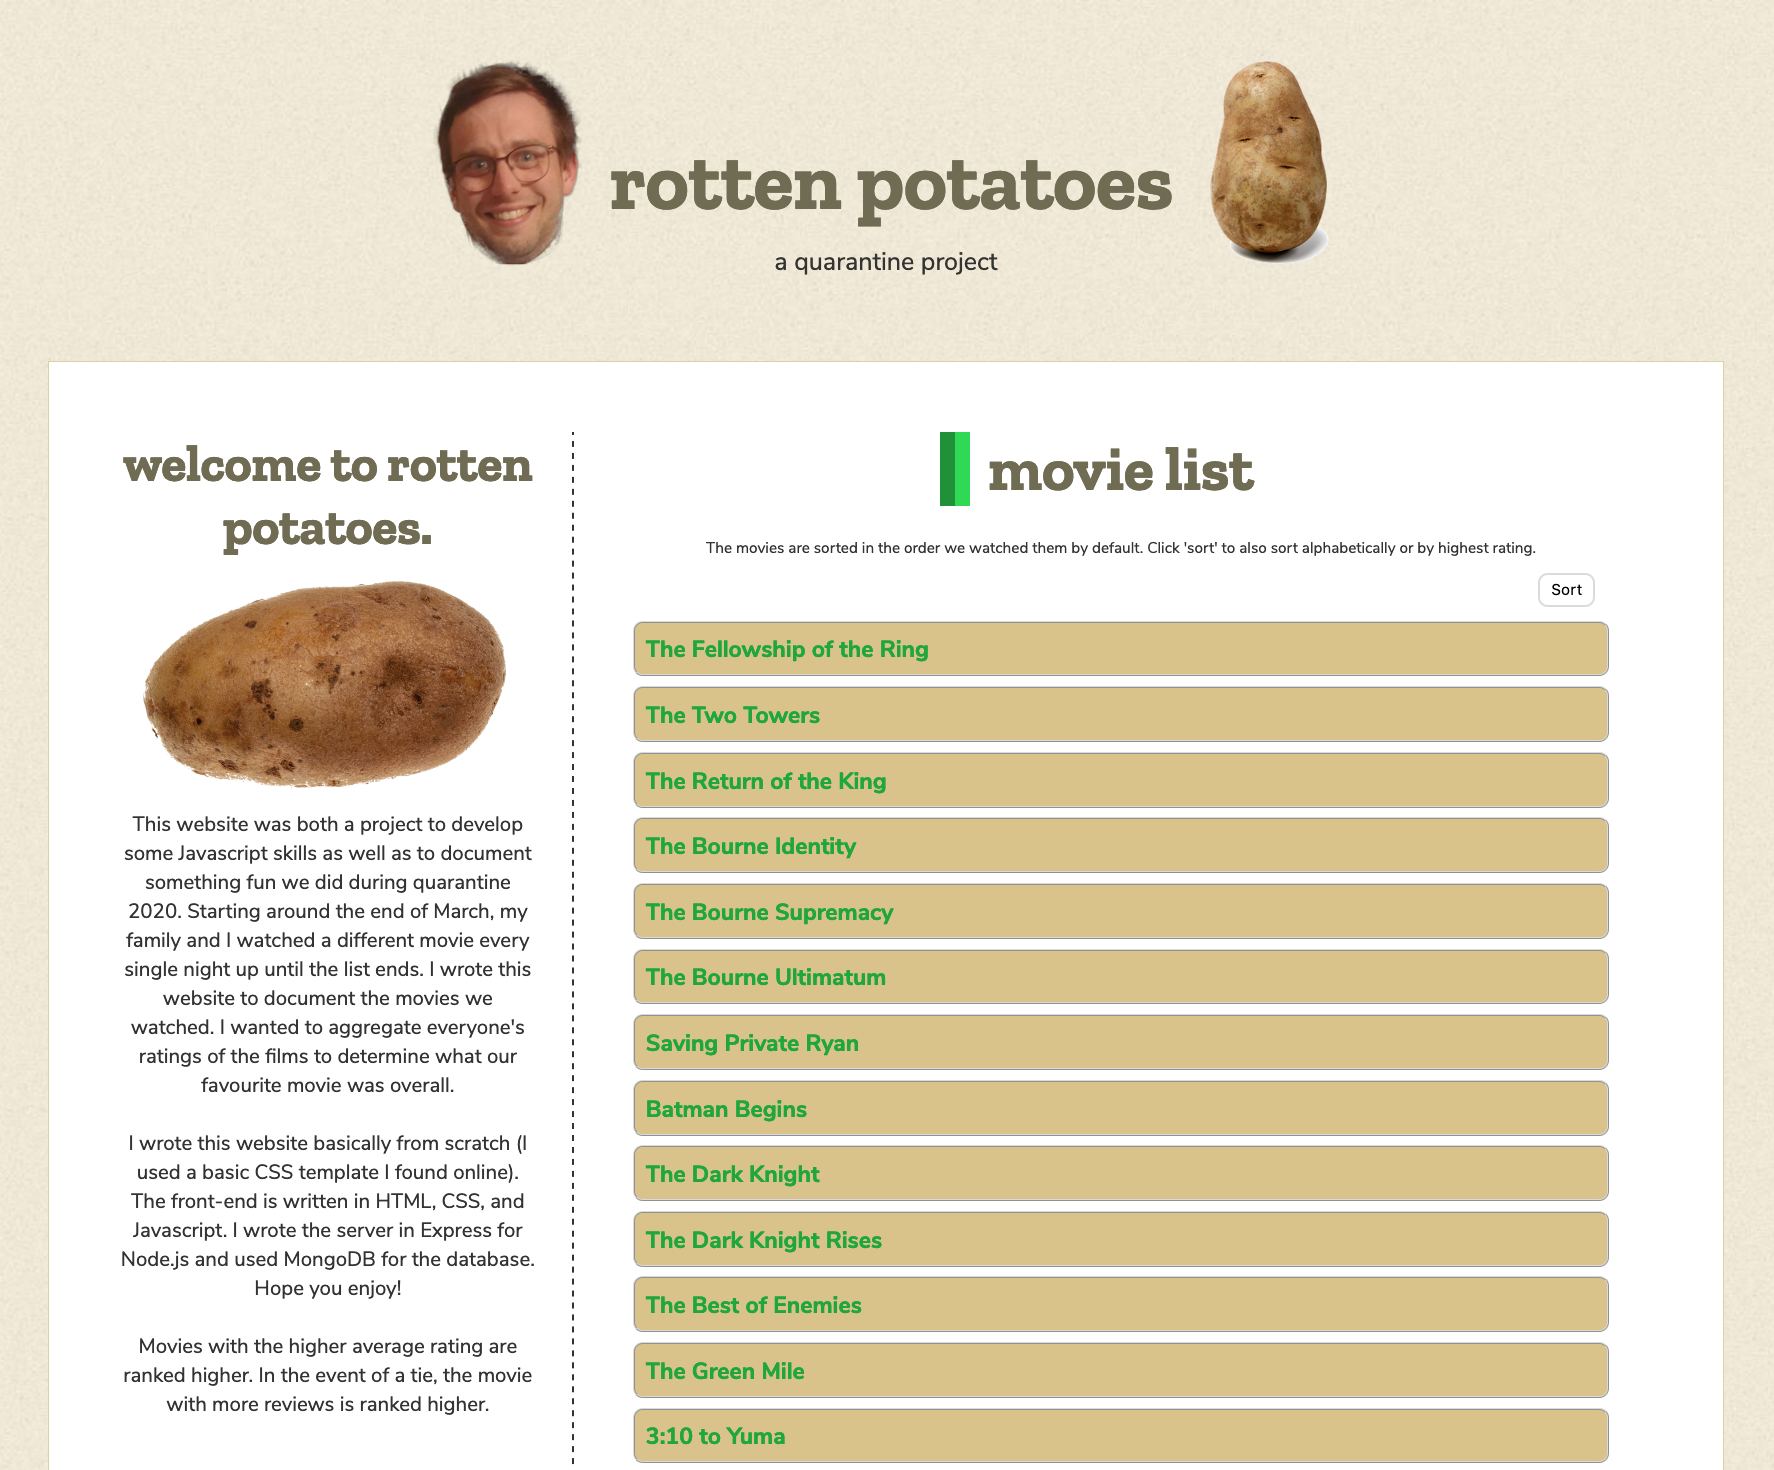 rotten potatoes
a quarantine project
welcome to rotten
potatoes.
This website was both a project to develop
some Javascript skills as well as to document
something fun we did during quarantine
2020. Starting around the end of March, my
family and I watched a different movie every
single night up until the list ends. I wrote this
website to document the movies we
watched. I wanted to aggregate everyone's
ratings of the films to determine what our
favourite movie was overall.
I wrote this website basically from scratch (I
used a basic CSS template I found online).
The front-end is written in HTML, CSS, and
Javascript. I wrote the server in Express for
Node.js and used MongoDB for the database.
Hope you enjoy!
Movies with the higher average rating are
ranked higher. In the event of a tie, the movie
with more reviews is ranked higher.
movie list
The movies are sorted in the order we watched them by default. Click 'sort' to also sort alphabetically or by highest rating.
Sort
The Fellowship of the Ring
The Two Towers
The Return of the King
The Bourne Identity
The Bourne Supremacy
The Bourne Ultimatum
Saving Private Ryan
Batman Begins
The Dark Knight
The Dark Knight Rises
The Best of Enemies
The Green Mile
3:10 to Yuma